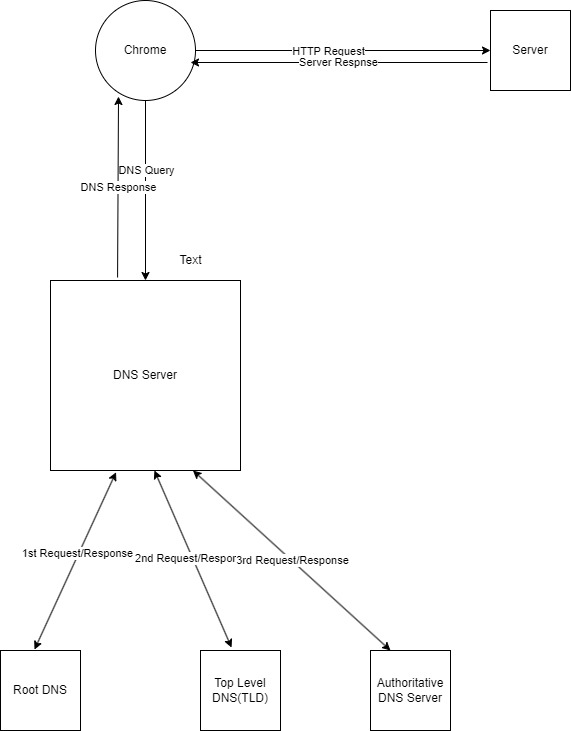 Chrome
Server
HTTP Request
Server Respnse
DNS Query
DNS Response
Text
DNS Server
1st Request/Response
2nd Request/Respor
3rd Request/Response
Root DNS
Top Level
DNS(TLD)
Authoritative
DNS Server